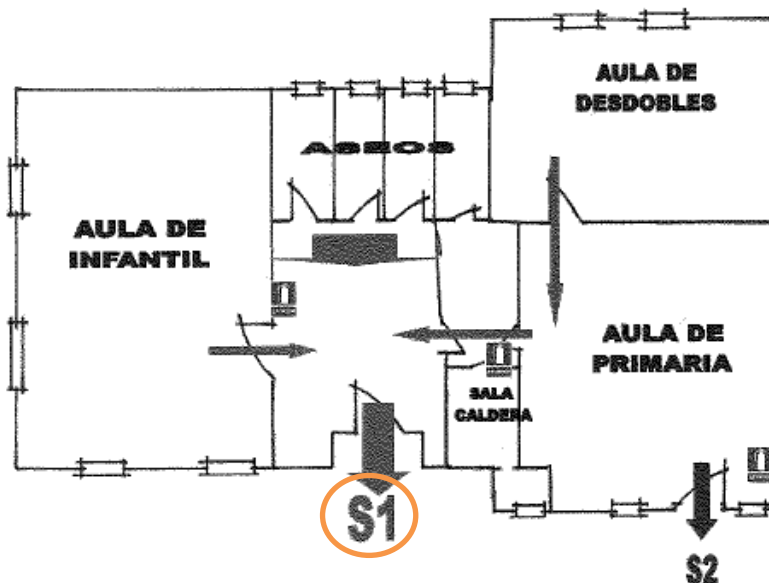 AULA DE
DESDOBLES
ASEOS
AULA DE
INFANTIL
AULA DE
PRIMARIA
SALA
CALDERA
S1
S2